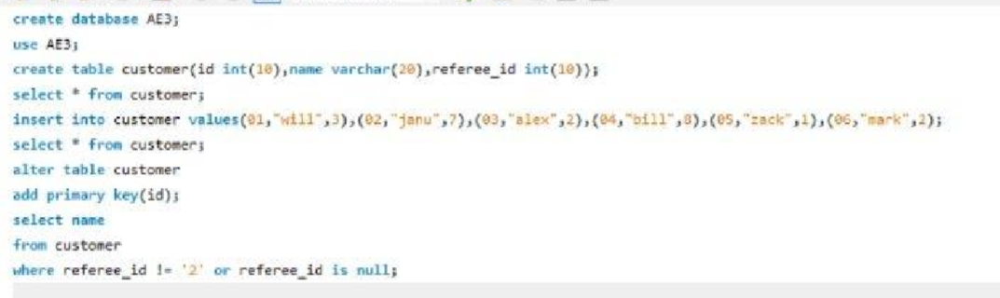 create database AE3;
use AE3;
create table customer(id int(10),name varchar(20),referee_id int(10));
select * from customer;
insert into customer values(01,"will",3),(02,"janu",7),(03,"alex",2),(04,"bill",8),(05,"zack",1),(06,"mark",2);
select * from customer;
alter table customer
add primary key(id);
select name
from customer
where referee_id != '2' or referee_id is null;